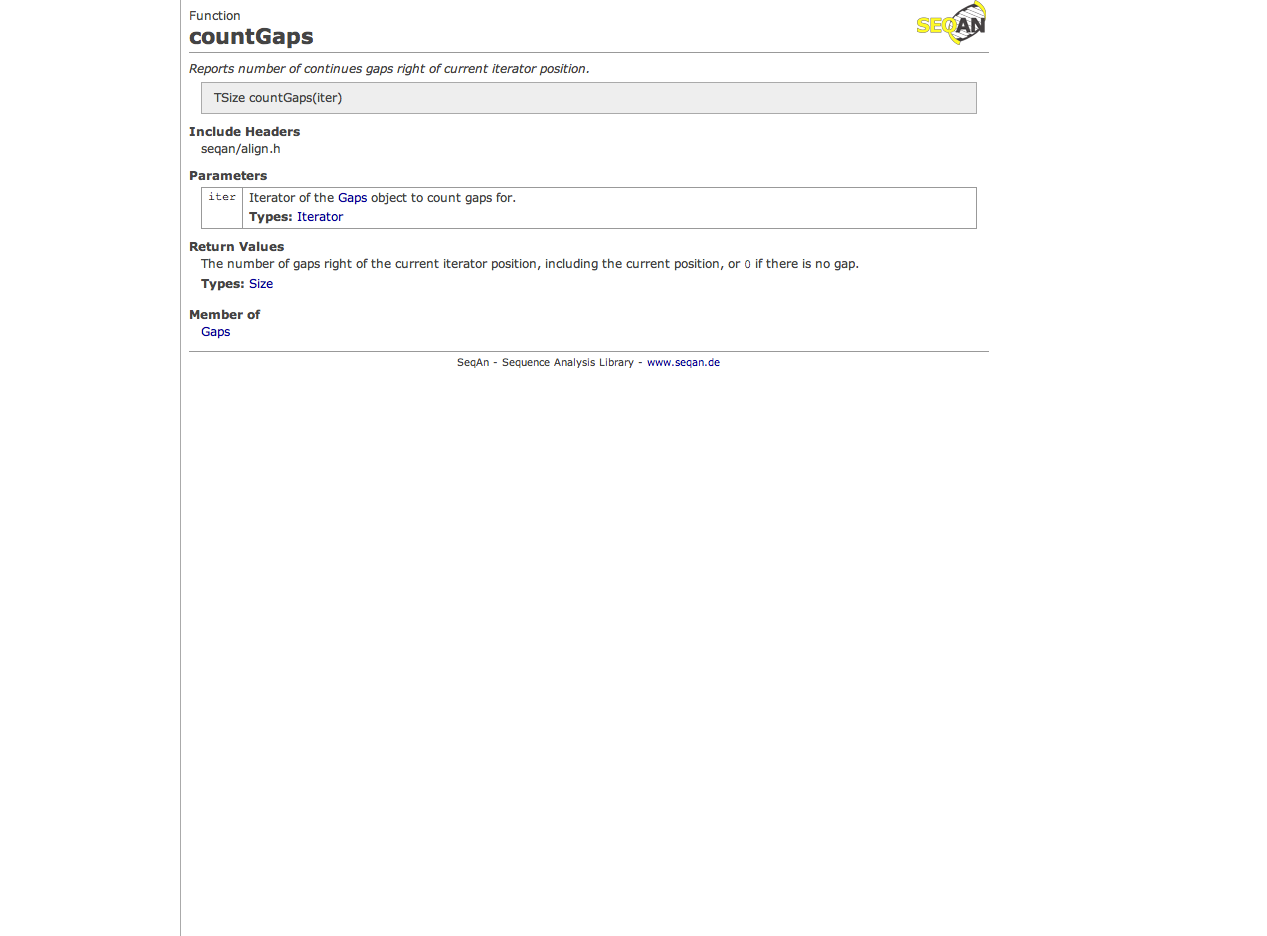 Function
countGaps
SEQAN
Reports number of continues gaps right of current iterator position.
TSize countGaps(iter)
Include Headers
seqan/align.h
Parameters
iter Iterator of the Gaps object to count gaps for.
Types: Iterator
Return Values
The number of gaps right of the current iterator position, including the current position, or 0 if there is no gap.
Types: Size
Member of
Gaps
SeqAn - Sequence Analysis Library - www.seqan.de